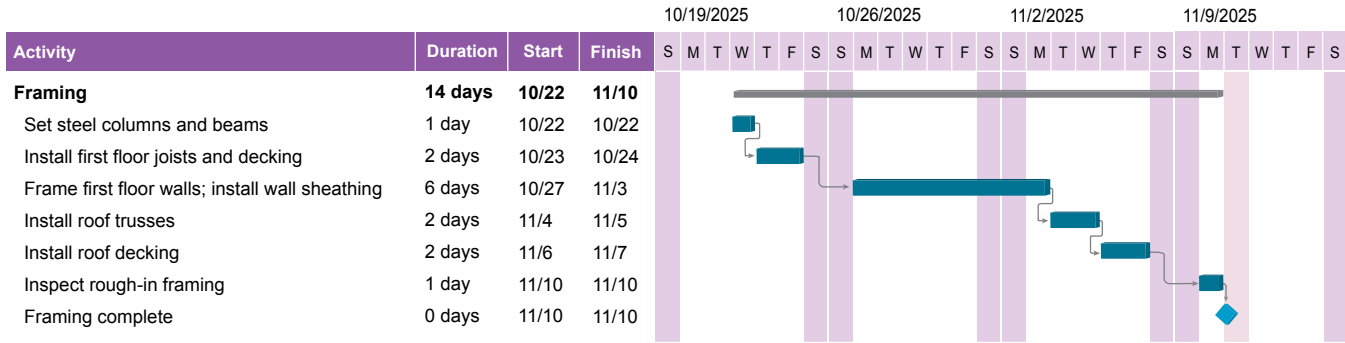 10/19/2025 10/26/2025 11/2/2025 11/9/2025
Activity Duration Start Finish S M T W T F S S M T W T F S S M T W T F S S M T W T F S
Framing 14 days 10/22 11/10
Set steel columns and beams 1 day 10/22 10/22
Install first floor joists and decking 2 days 10/23 10/24
Frame first floor walls; install wall sheathing 6 days 10/27 11/3
Install roof trusses 2 days 11/4 11/5
Install roof decking 2 days 11/6 11/7
Inspect rough-in framing 1 day 11/10 11/10
Framing complete 0 days 11/10 11/10